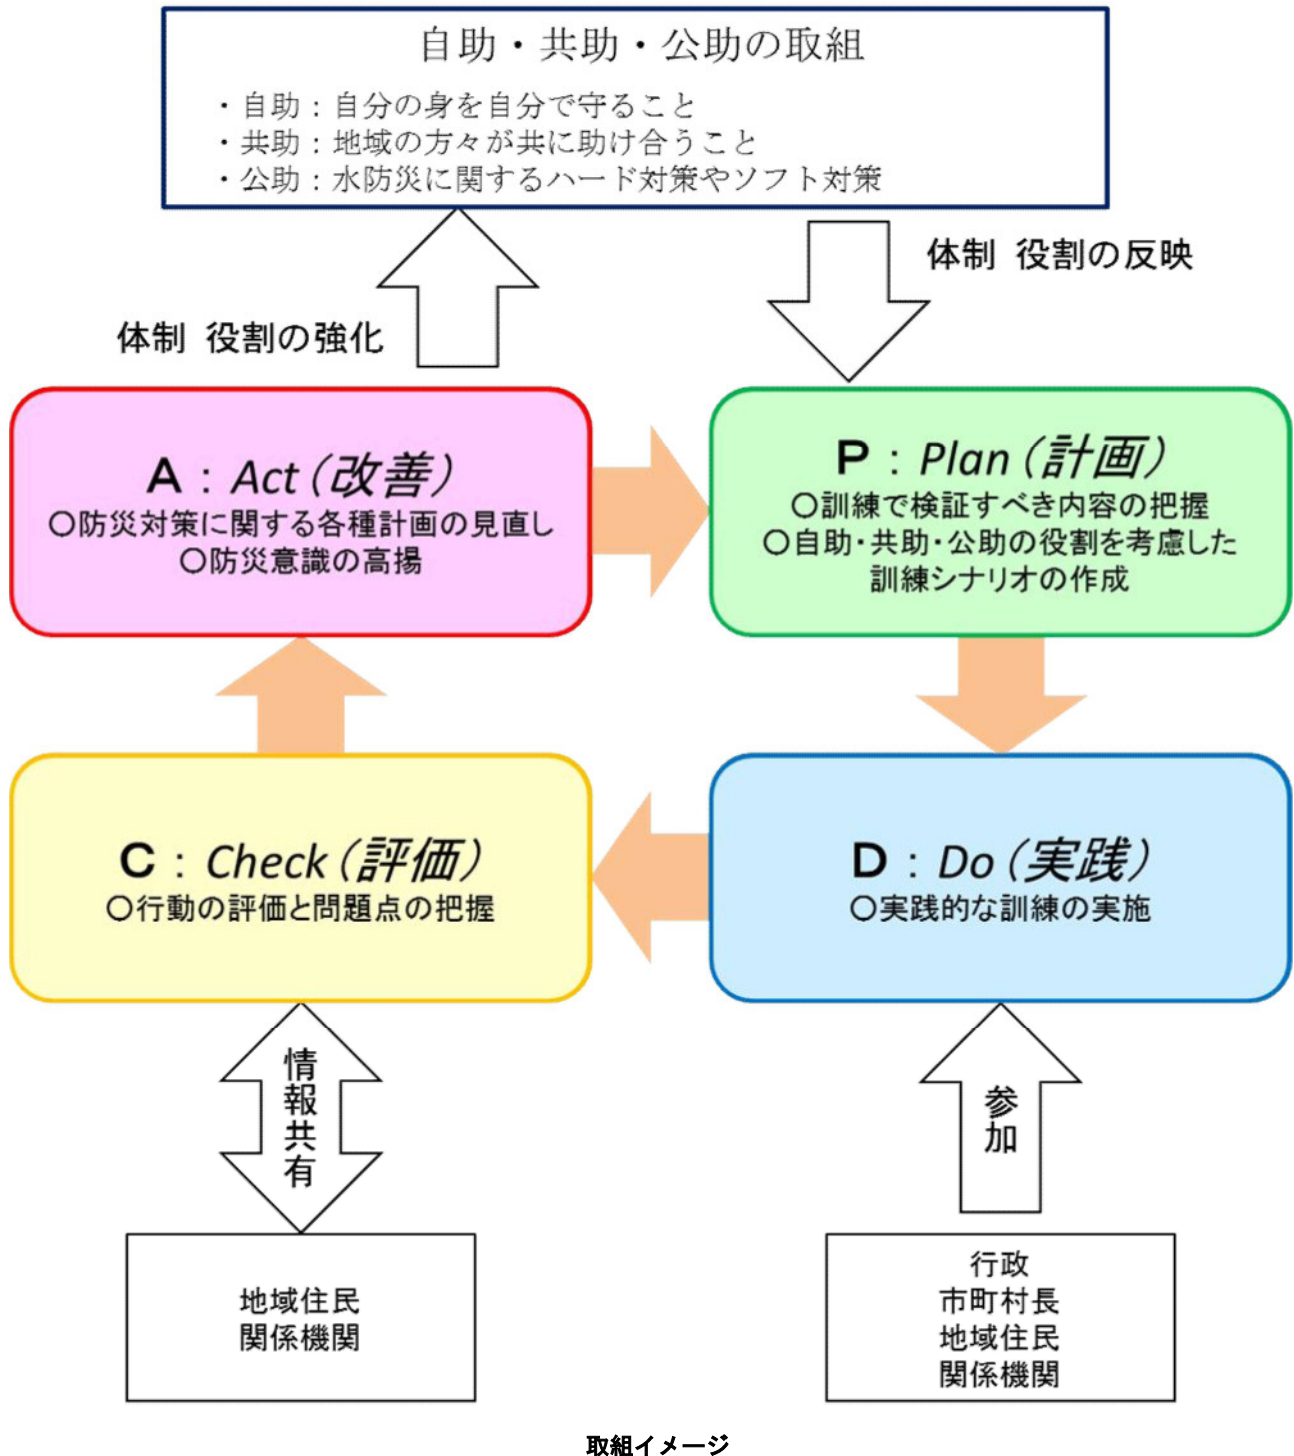 自助・共助・公助の取組
・自助：自分の身を自分で守ること
・共助：地域の方々が共に助け合うこと
・公助：水防災に関するハード対策やソフト対策
体制 役割の反映
体制 役割の強化
A：Act（改善）
○防災対策に関する各種計画の見直し
○防災意識の高揚
P：Plan（計画）
○訓練で検証すべき内容の把握
○自助・共助・公助の役割を考慮した
訓練シナリオの作成
C：Check（評価）
○行動の評価と問題点の把握
D：Do（実践）
○実践的な訓練の実施
情報共有
参加
地域住民
関係機関
行政
市町村長
地域住民
関係機関
取組イメージ